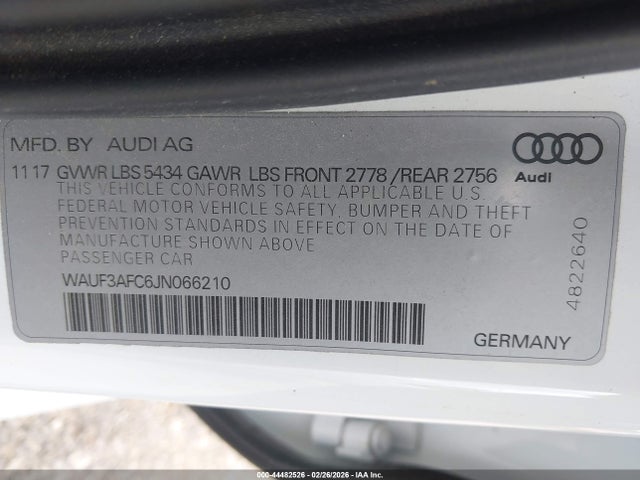 MFD. BY AUDI AG
11 17 GVWR LBS 5434 GAWR LBS FRONT 2778 / REAR 2756
Audi
THIS VEHICLE CONFORMS TO ALL APPLICABLE U.S.
FEDERAL MOTOR VEHICLE SAFETY, BUMPER AND THEFT
PREVENTION STANDARDS IN EFFECT ON THE DATE OF
MANUFACTURE SHOWN ABOVE
PASSENGER CAR
WAUF3AFC6JN066210
4822640
GERMANY
000-44482526 - 02/26/2026 - IAA Inc.